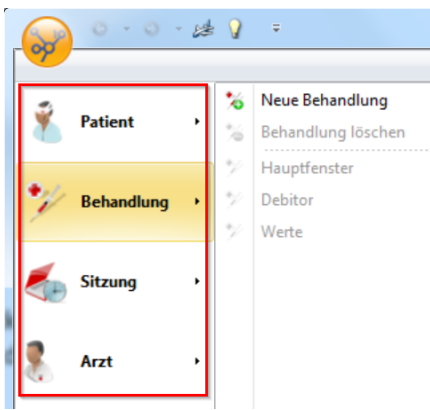 Patient
Behandlung
Sitzung
Arzt
Neue Behandlung
Behandlung löschen
Hauptfenster
Debitor
Werte